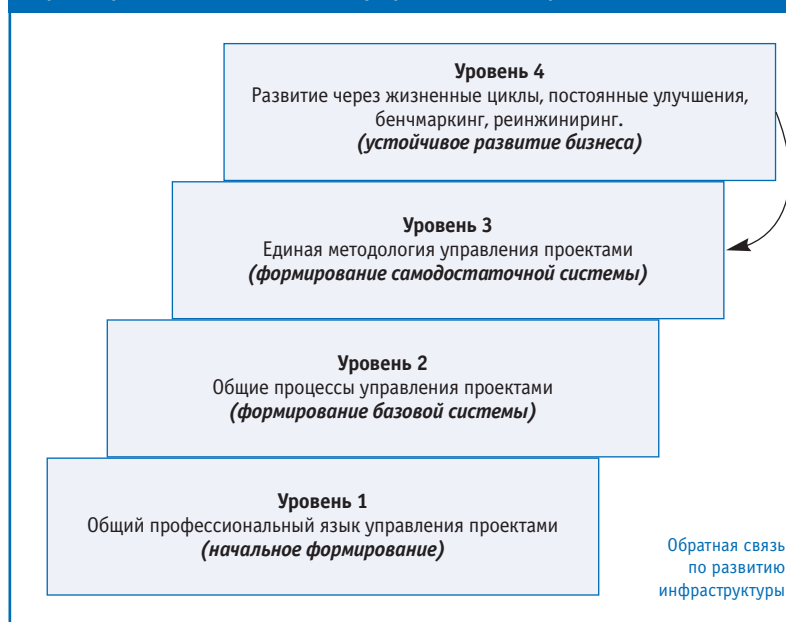 Уровень 4
Развитие через жизненные циклы, постоянные улучшения,
бенчмаркинг, реинжиниринг.
(устойчивое развитие бизнеса)
Уровень 3
Единая методология управления проектами
(формирование самодостаточной системы)
Уровень 2
Общие процессы управления проектами
(формирование базовой системы)
Уровень 1
Общий профессиональный язык управления проектами
(начальное формирование)
Обратная связь
по развитию
инфраструктуры